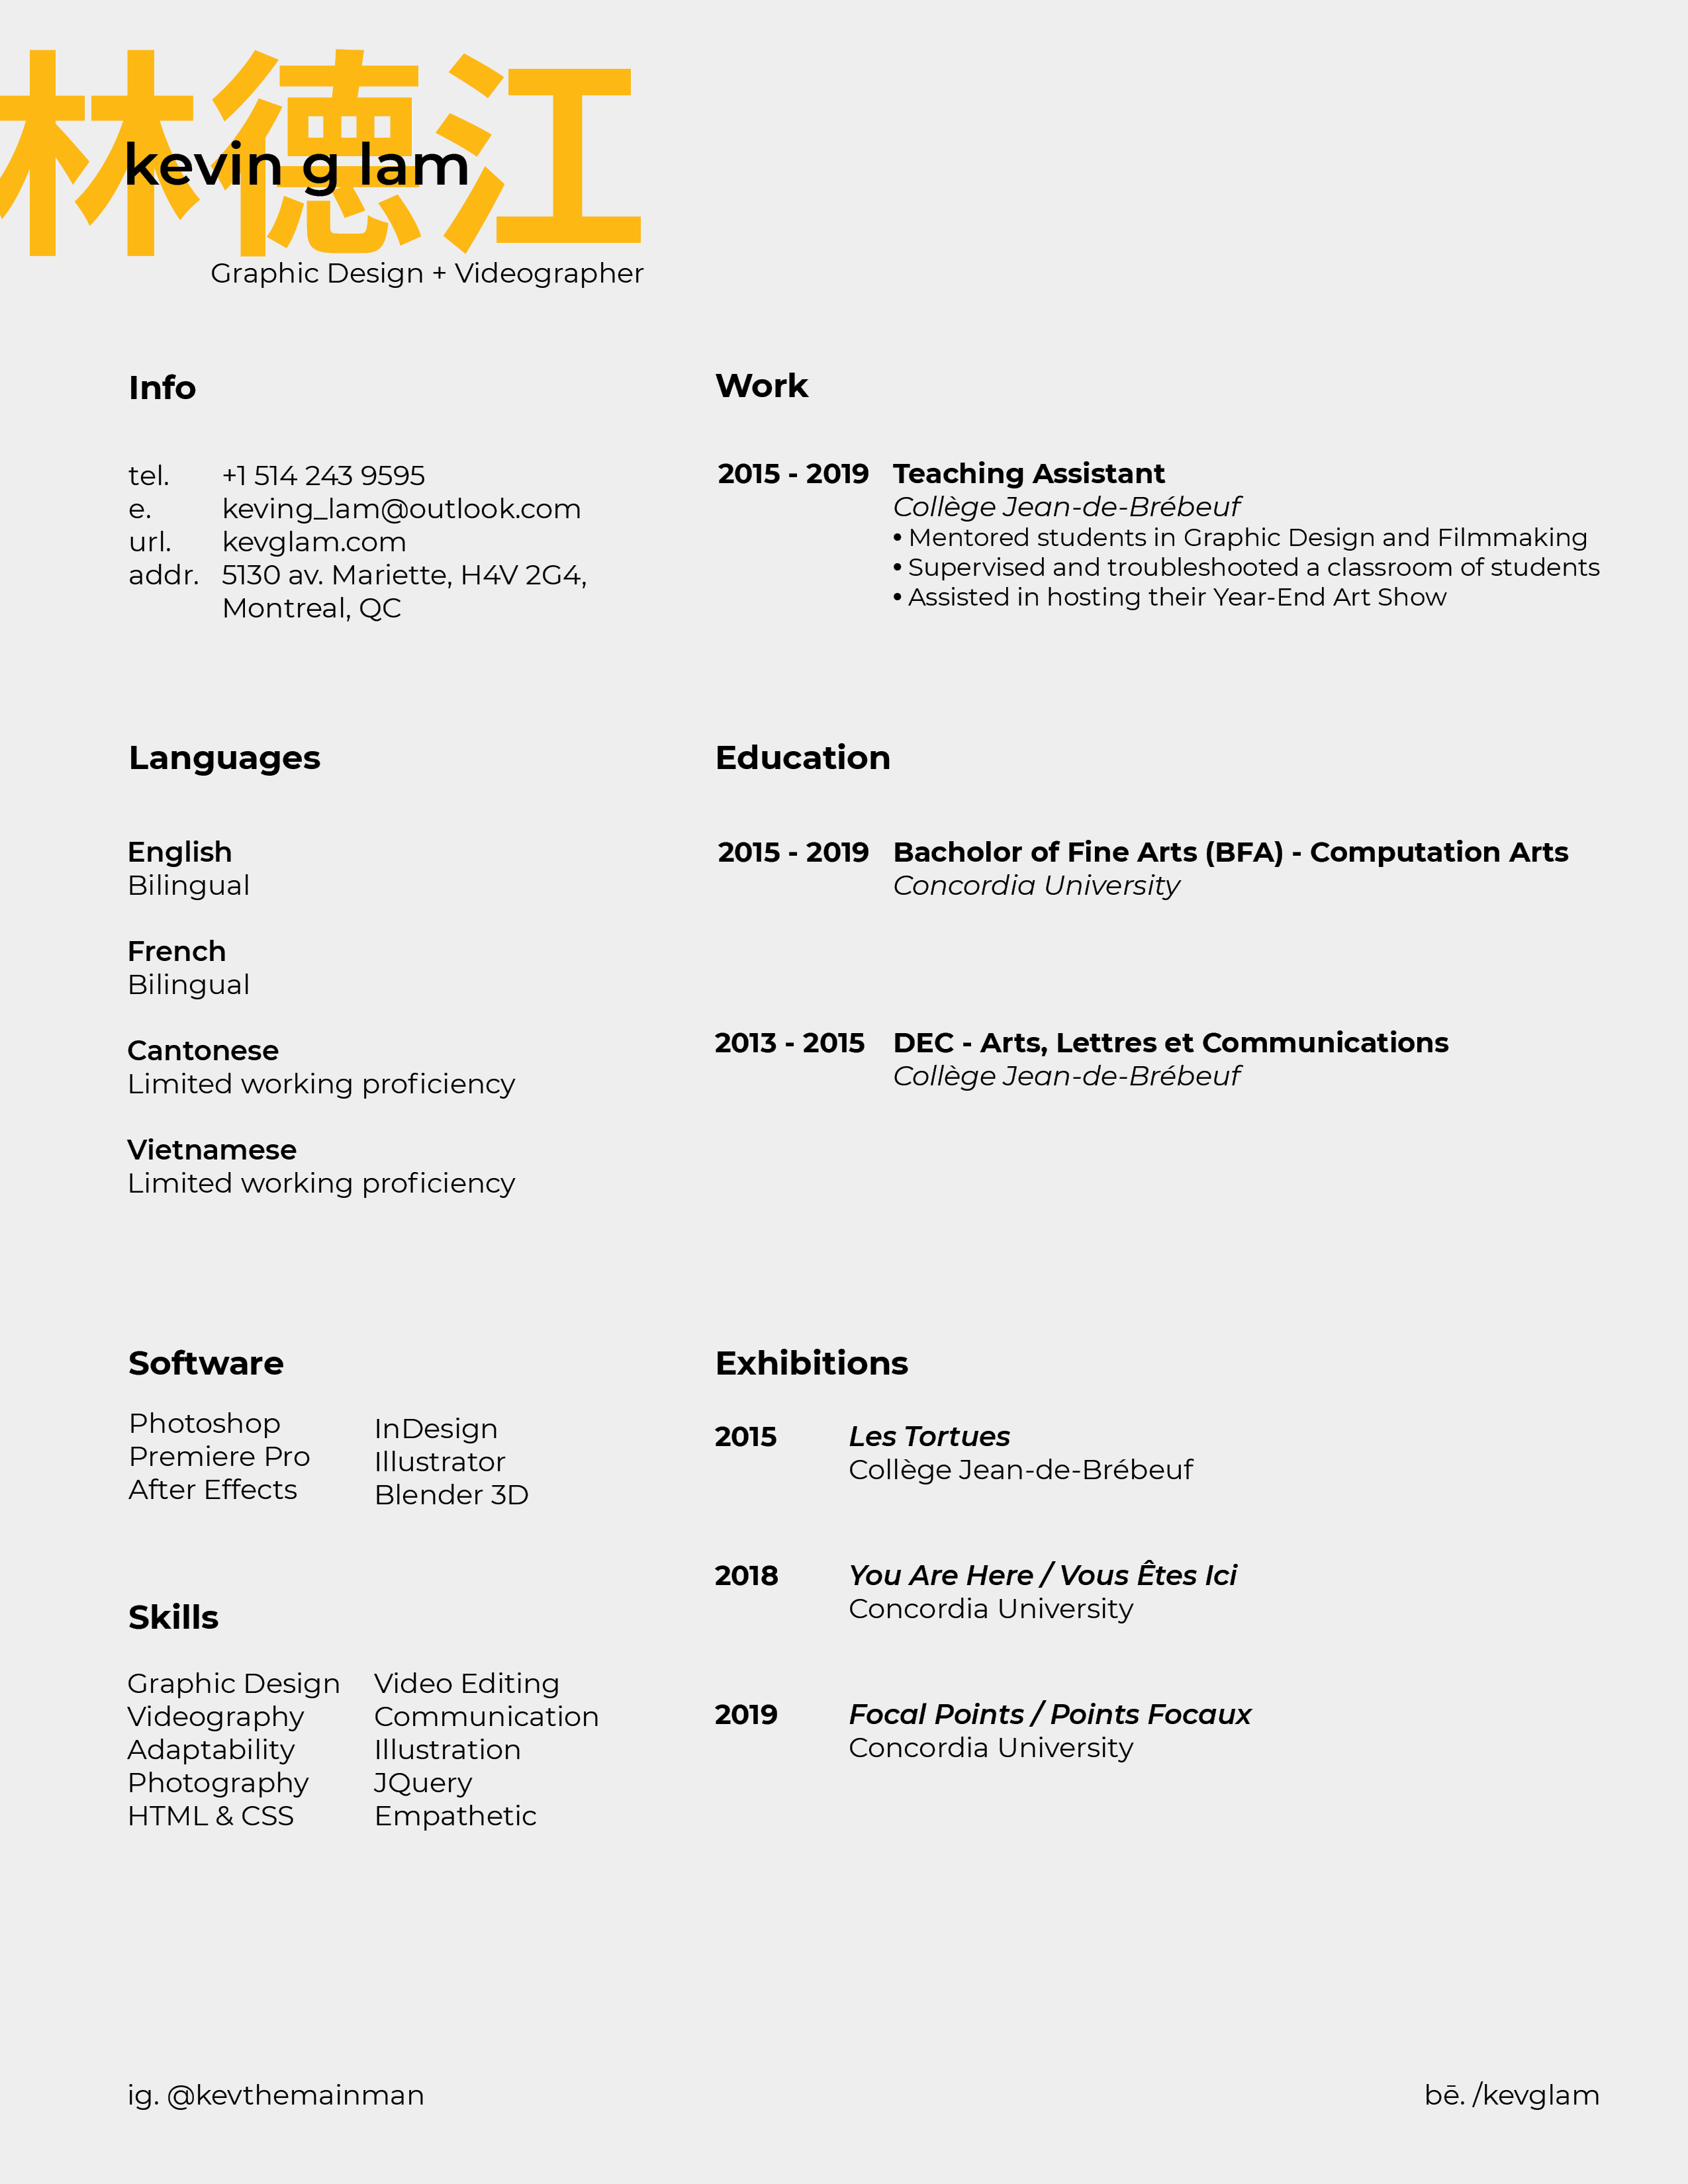 林德江
kevin g lam
Graphic Design + Videographer
Info
tel. +1 514 243 9595
e. keving_lam@outlook.com
url. kevglam.com
addr. 5130 av. Mariette, H4V 2G4,
Montreal, QC
Work
2015 - 2019 Teaching Assistant
Collège Jean-de-Brébeuf
• Mentored students in Graphic Design and Filmmaking
• Supervised and troubleshooted a classroom of students
• Assisted in hosting their Year-End Art Show
Languages
English
Bilingual
French
Bilingual
Cantonese
Limited working proficiency
Vietnamese
Limited working proficiency
Education
2015 - 2019 Bacholor of Fine Arts (BFA) - Computation Arts
Concordia University
2013 - 2015 DEC - Arts, Lettres et Communications
Collège Jean-de-Brébeuf
Software
Photoshop
Premiere Pro
After Effects
InDesign
Illustrator
Blender 3D
Skills
Graphic Design
Videography
Adaptability
Photography
HTML & CSS
Video Editing
Communication
Illustration
JQuery
Empathetic
Exhibitions
2015 Les Tortues
Collège Jean-de-Brébeuf
2018 You Are Here / Vous Êtes Ici
Concordia University
2019 Focal Points / Points Focaux
Concordia University
ig. @kevthemainman
bē. /kevglam